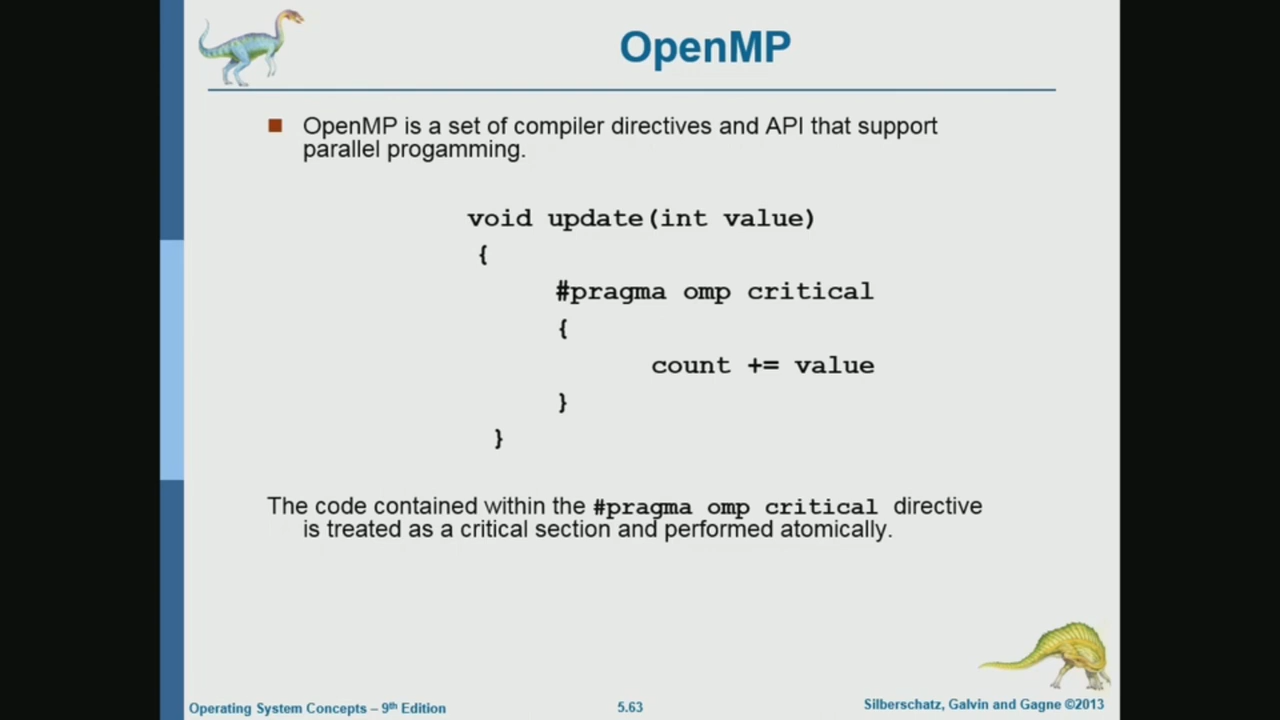 OpenMP
OpenMP is a set of compiler directives and API that support
parallel progamming.
void update(int value)
{
#pragma omp critical
{
count += value
}
}
The code contained within the #pragma omp critical directive
is treated as a critical section and performed atomically.
Operating System Concepts – 9th Edition
5.63
Silberschatz, Galvin and Gagne ©2013